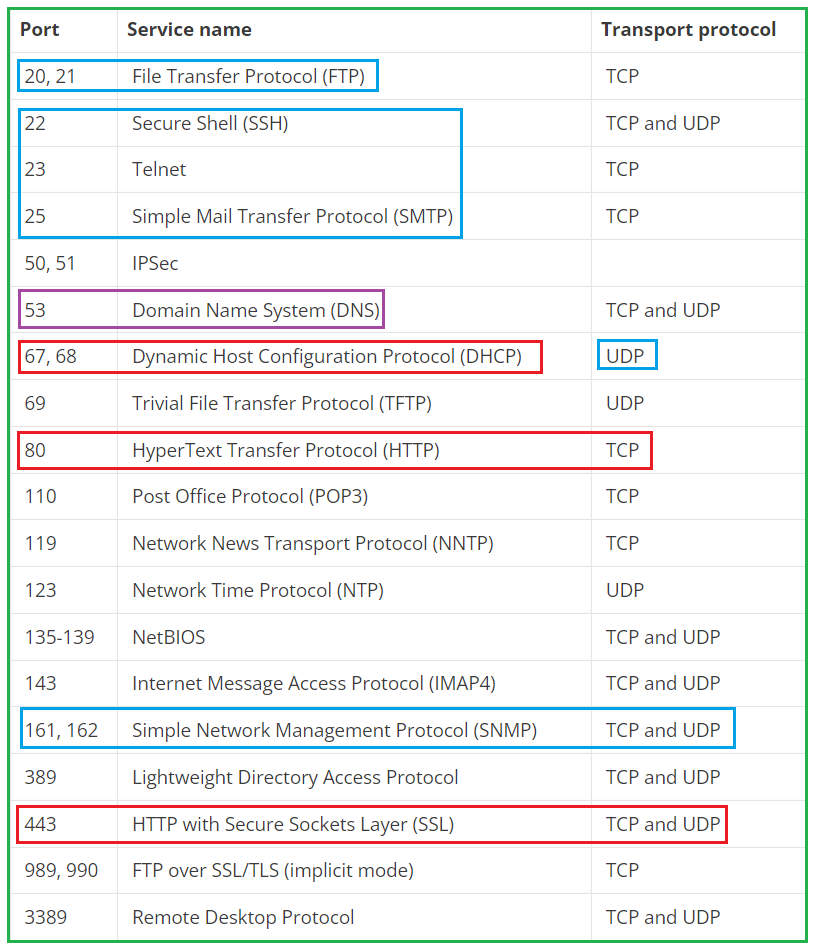 Port Service name Transport protocol
20, 21 File Transfer Protocol (FTP) TCP
22 Secure Shell (SSH) TCP and UDP
23 Telnet TCP
25 Simple Mail Transfer Protocol (SMTP) TCP
50, 51 IPSec
53 Domain Name System (DNS) TCP and UDP
67, 68 Dynamic Host Configuration Protocol (DHCP) UDP
69 Trivial File Transfer Protocol (TFTP) UDP
80 HyperText Transfer Protocol (HTTP) TCP
110 Post Office Protocol (POP3) TCP
119 Network News Transport Protocol (NNTP) TCP
123 Network Time Protocol (NTP) UDP
135-139 NetBIOS TCP and UDP
143 Internet Message Access Protocol (IMAP4) TCP and UDP
161, 162 Simple Network Management Protocol (SNMP) TCP and UDP
389 Lightweight Directory Access Protocol TCP and UDP
443 HTTP with Secure Sockets Layer (SSL) TCP and UDP
989, 990 FTP over SSL/TLS (implicit mode) TCP
3389 Remote Desktop Protocol TCP and UDP